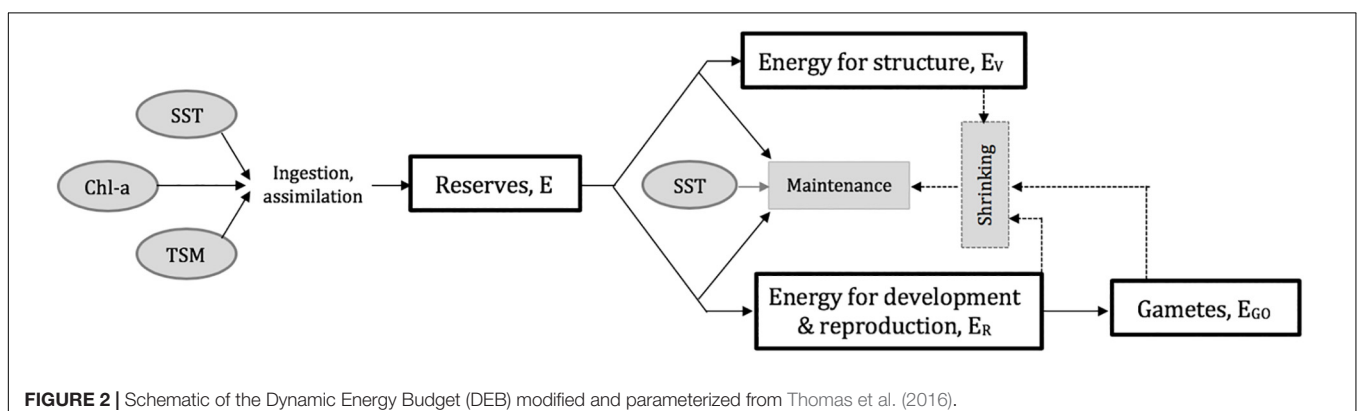 SST
Chl-a
TSM
Ingestion,
assimilation
Reserves, E
Energy for structure, EV
SST
Maintenance
Shrinking
Energy for development
& reproduction, ER
Gametes, EGO
FIGURE 2 | Schematic of the Dynamic Energy Budget (DEB) modified and parameterized from Thomas et al. (2016).